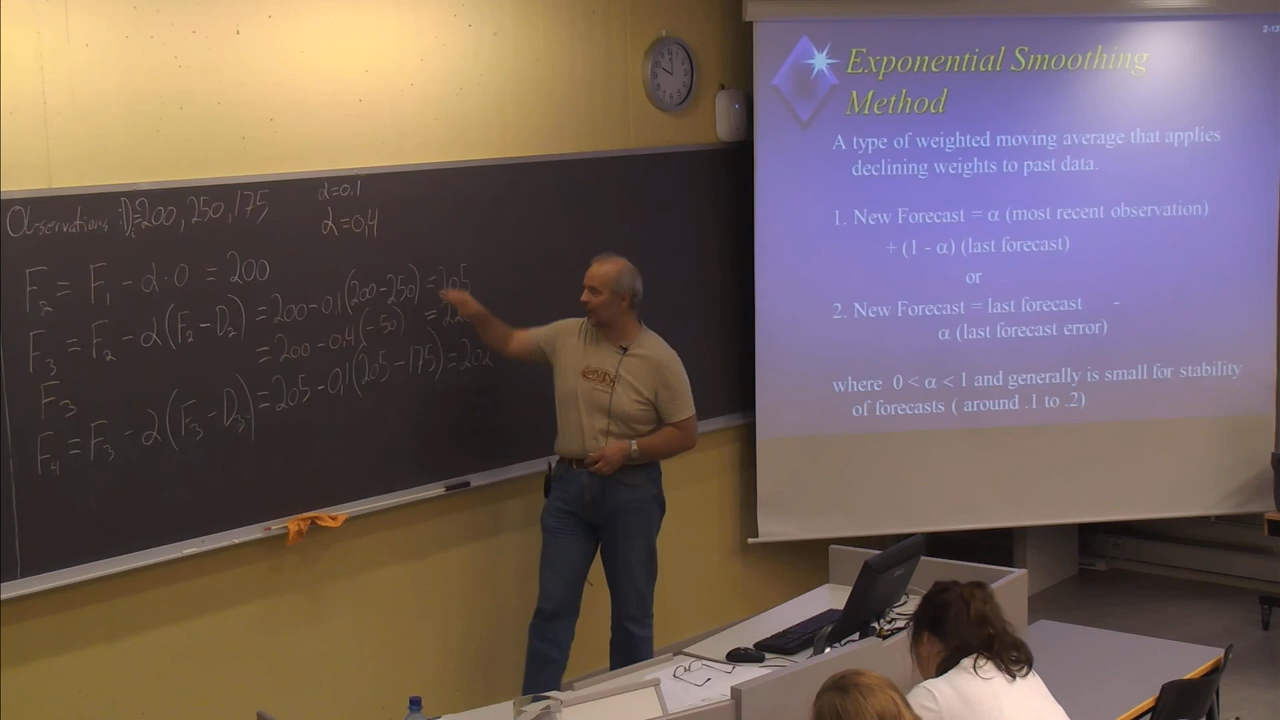 Observations Di=200, 250, 175
α=0.1
α=0,4
F2 = F1 - α·0 = 200
F3 = F2 - α(F2-D2) = 200-0,1(200-250) = 205
= 200-0.4(-50) = 220
F3
F4 = F3 - α(F3-D3) = 205-0,1(205-175) = 202
2-13
Exponential Smoothing
Method
A type of weighted moving average that applies
declining weights to past data.
1. New Forecast = α (most recent observation)
+ (1 - α) (last forecast)
or
2. New Forecast = last forecast -
α (last forecast error)
where 0 < α < 1 and generally is small for stability
of forecasts ( around .1 to .2)